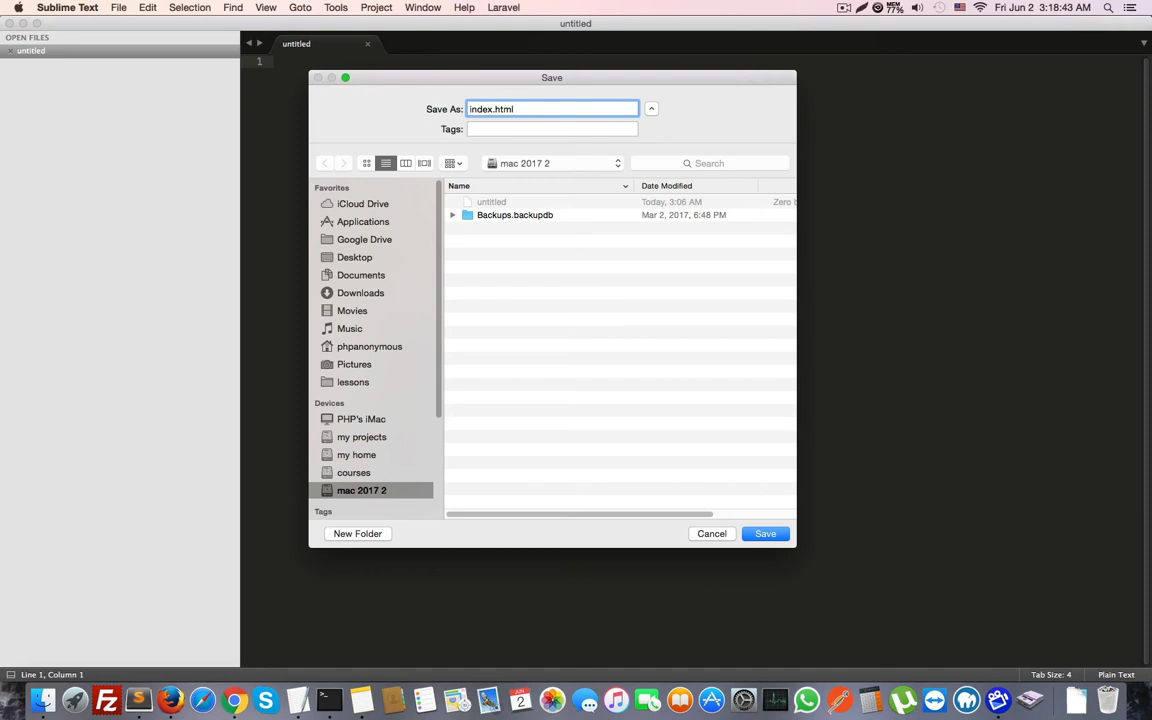 Sublime Text File Edit Selection Find View Goto Tools Project Window Help Laravel MEM 77% Fri Jun 2 3:18:43 AM
untitled
OPEN FILES
untitled
untitled
1
Save
Save As: index.html
Tags:
mac 2017 2 Search
Favorites
iCloud Drive
Applications
Google Drive
Desktop
Documents
Downloads
Movies
Music
phpanonymous
Pictures
lessons
Devices
PHP's iMac
my projects
my home
courses
mac 2017 2
Tags
Name Date Modified
untitled Today, 3:06 AM Zero b
Backups.backupdb Mar 2, 2017, 6:48 PM
New Folder Cancel Save
Line 1, Column 1 Tab Size: 4 Plain Text
Fz S JUN 2